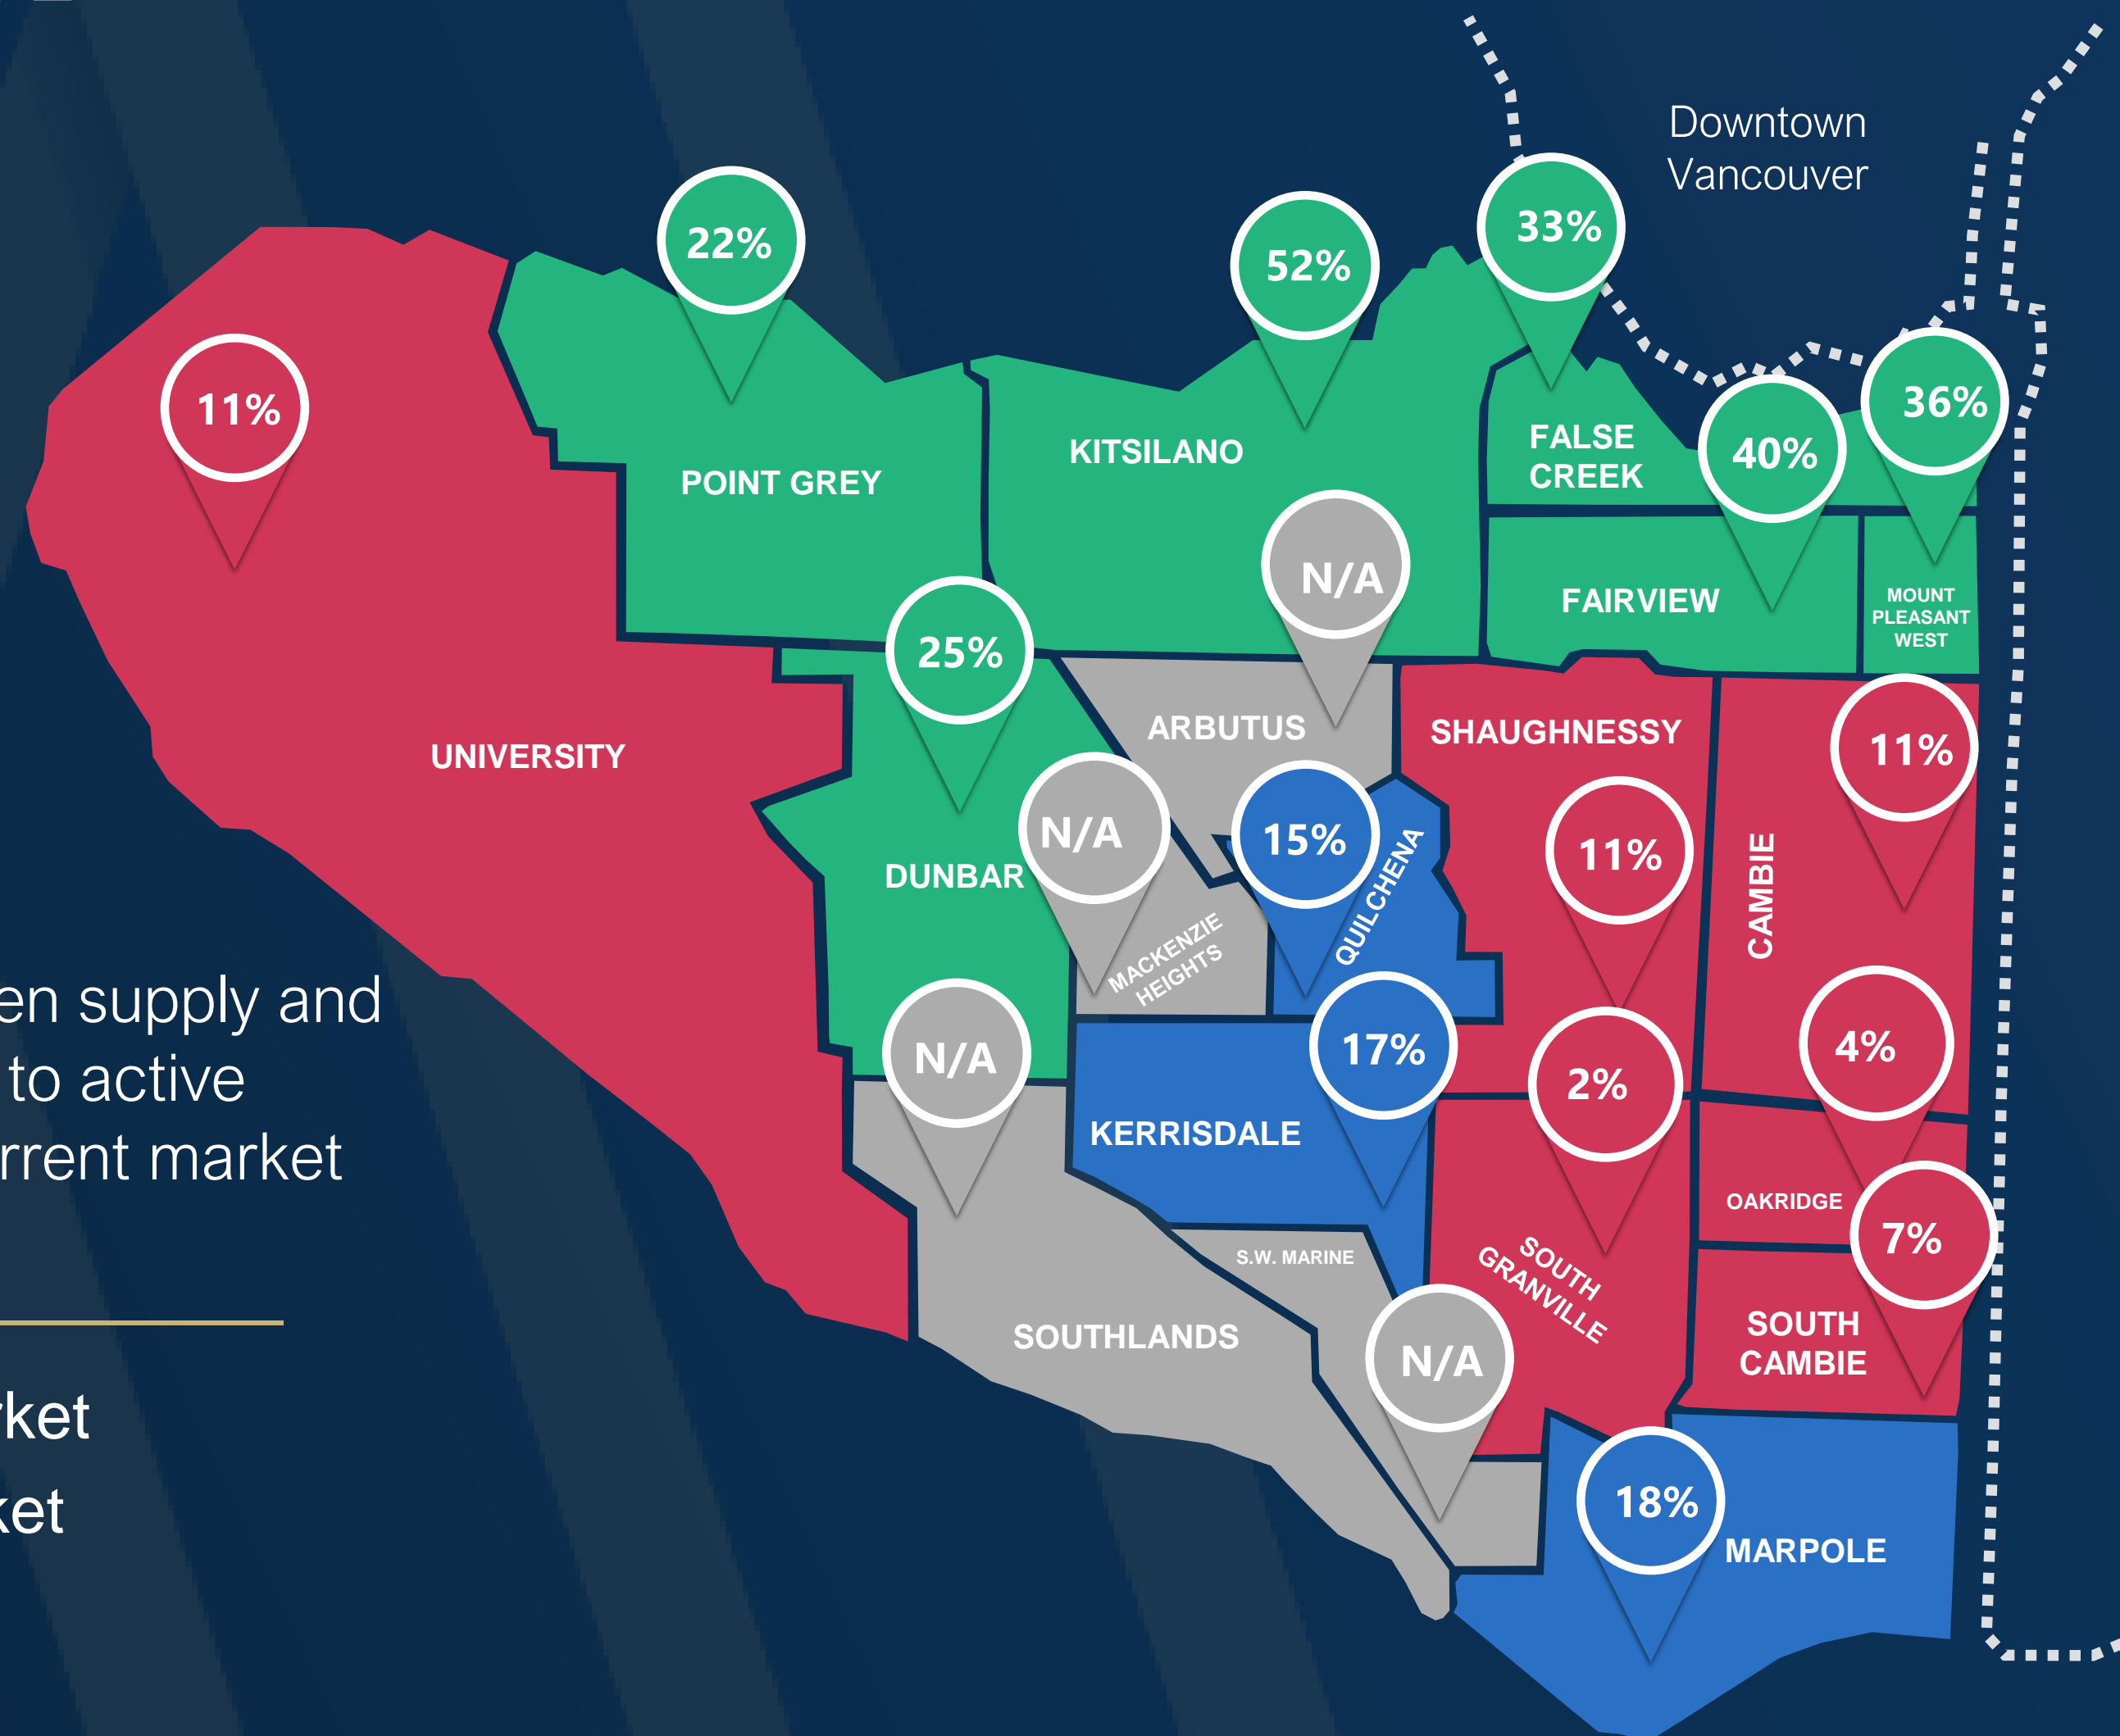 Downtown
Vancouver
22%
52%
33%
11%
36%
40%
FALSE
CREEK
KITSILANO
POINT GREY
N/A
FAIRVIEW
MOUNT
PLEASANT
WEST
25%
ARBUTUS
SHAUGHNESSY
UNIVERSITY
11%
N/A
15%
11%
DUNBAR
QUILCHENA
CAMBIE
MACKENZIE
HEIGHTS
en supply and
to active
rrent market
N/A
17%
4%
2%
KERRISDALE
OAKRIDGE
7%
S.W. MARINE
SOUTH
GRANVILLE
SOUTHLANDS
SOUTH
CAMBIE
N/A
rket
ket
18%
MARPOLE